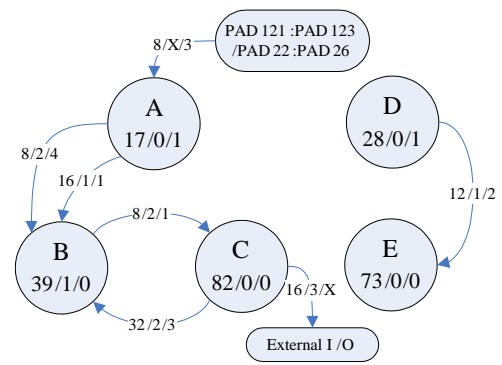 PAD 121 :PAD 123
/PAD 22 :PAD 26
8/X/3
A
17/0/1
D
28/0/1
8/2/4
16/1/1
12/1/2
8/2/1
B
39/1/0
C
82/0/0
E
73/0/0
16/3/X
32/2/3
External I /O